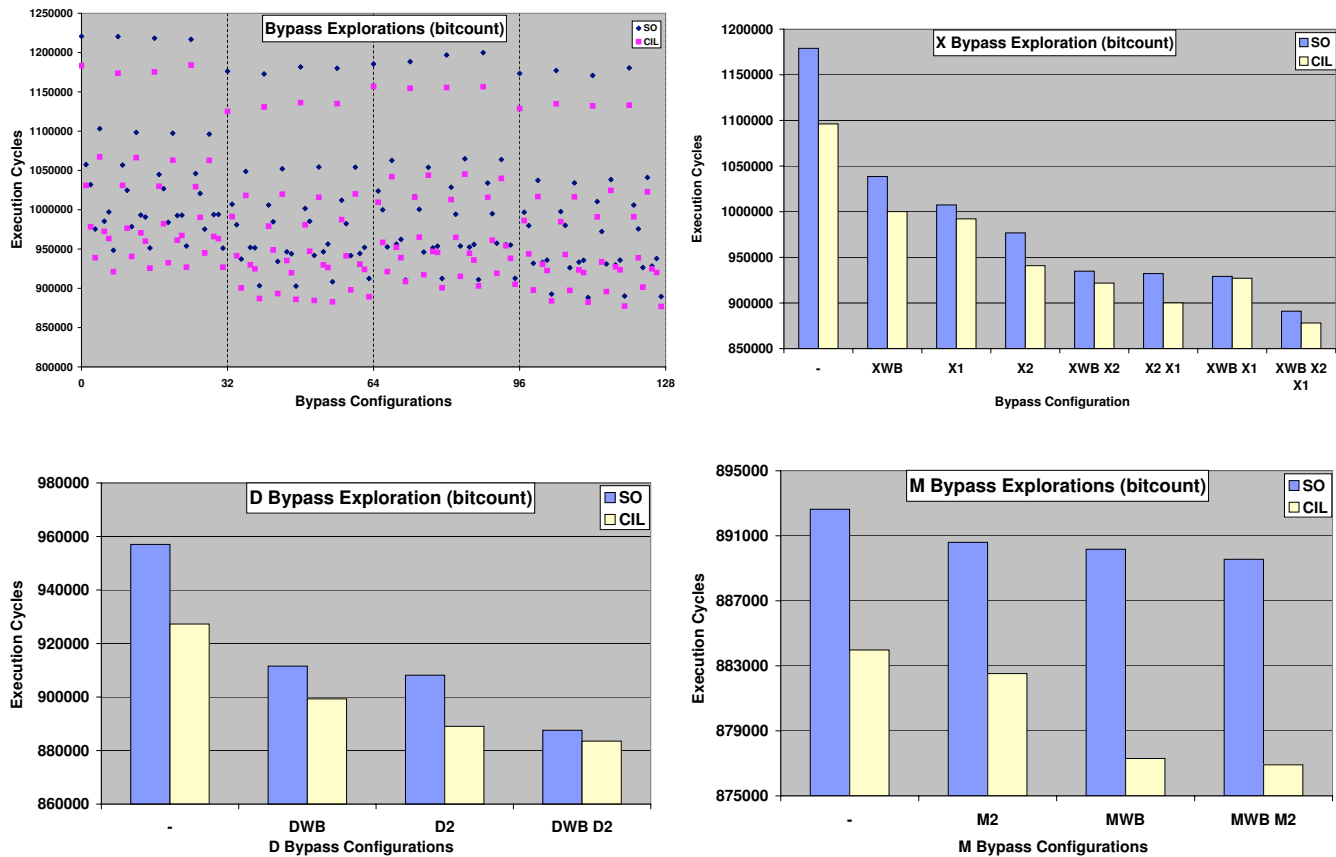 Bypass Explorations (bitcount)
SO
CIL
Execution Cycles
1250000
1200000
1150000
1100000
1050000
1000000
950000
900000
850000
800000
0
32
64
96
128
Bypass Configurations
X Bypass Exploration (bitcount)
SO
CIL
Execution Cycles
1200000
1150000
1100000
1050000
1000000
950000
900000
850000
-
XWB
X1
X2
XWB X2
X2 X1
XWB X1
XWB X2
X1
Bypass Configuration
D Bypass Exploration (bitcount)
SO
CIL
Execution Cycles
980000
960000
940000
920000
900000
880000
860000
-
DWB
D2
DWB D2
D Bypass Configurations
M Bypass Explorations (bitcount)
SO
CIL
Execution Cycles
895000
891000
887000
883000
879000
875000
-
M2
MWB
MWB M2
M Bypass Configurations